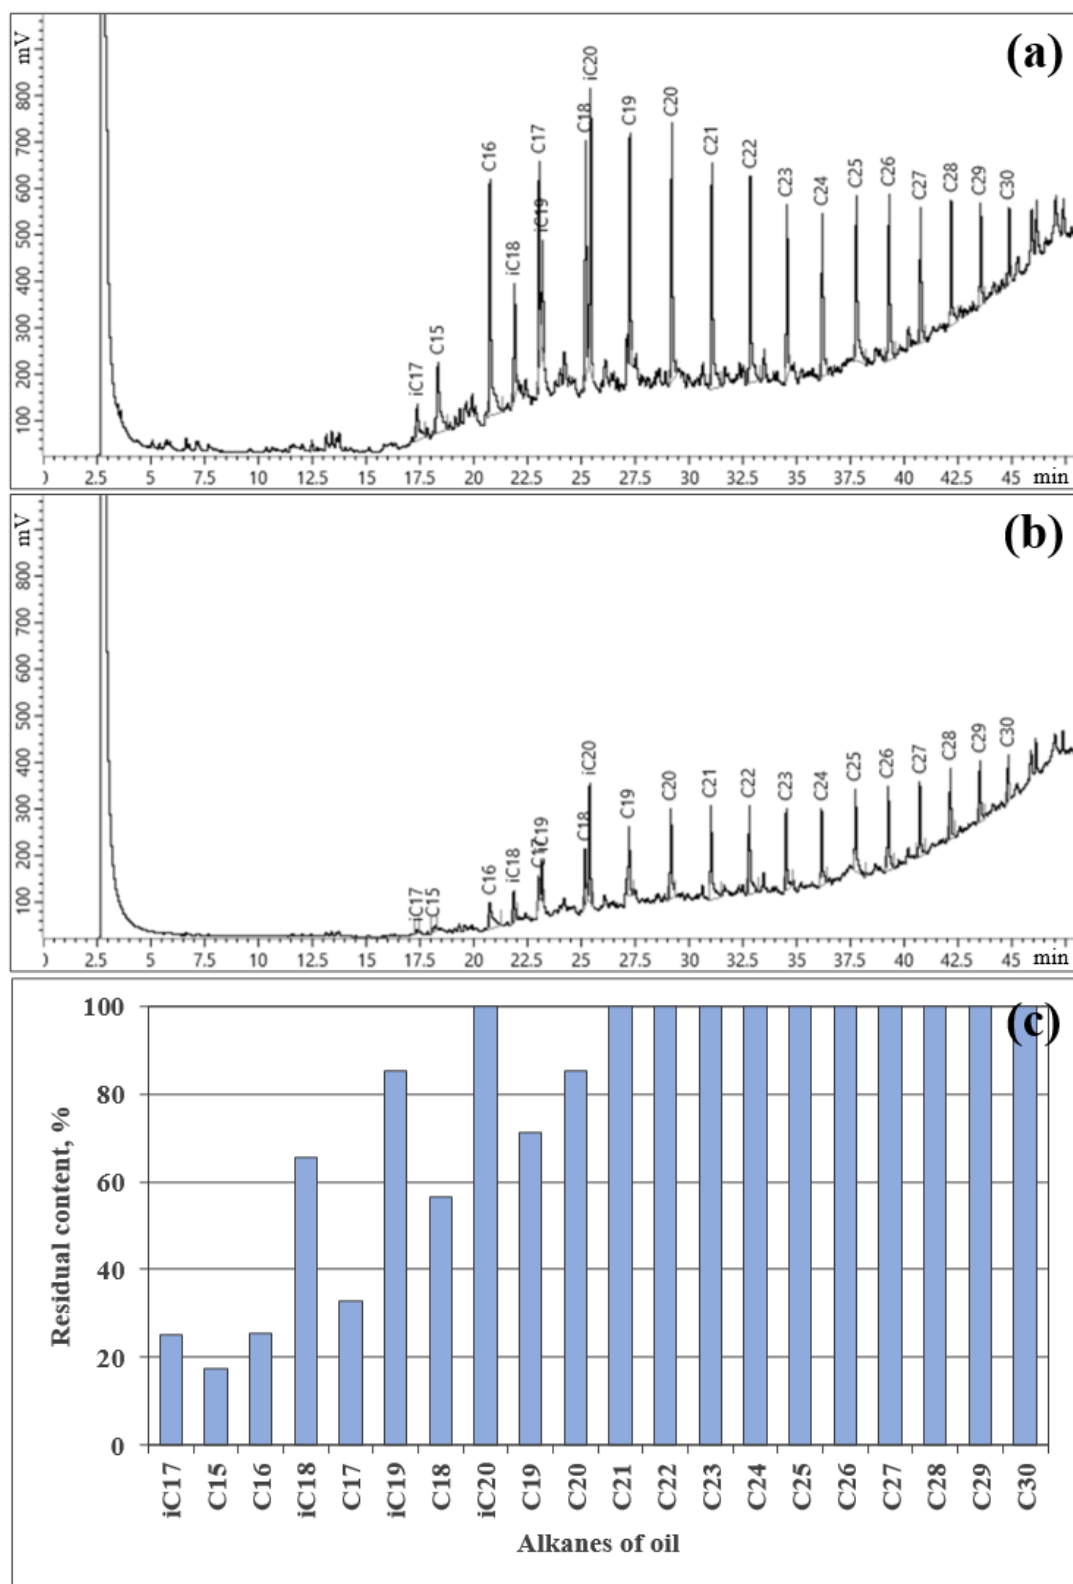 (a)
mV
800
700
600
500
400
300
200
100
iC17
C15
C16
iC18
C17
iC19
C18
iC20
C19
C20
C21
C22
C23
C24
C25
C26
C27
C28
C29
C30
0 2.5 5 7.5 10 12.5 15 17.5 20 22.5 25 27.5 30 32.5 35 37.5 40 42.5 45 min
(b)
mV
800
700
600
500
400
300
200
100
iC17
C15
C16
iC18
C17
iC19
C18
iC20
C19
C20
C21
C22
C23
C24
C25
C26
C27
C28
C29
C30
0 2.5 5 7.5 10 12.5 15 17.5 20 22.5 25 27.5 30 32.5 35 37.5 40 42.5 45 min
(c)
Residual content, %
100
80
60
40
20
0
iC17 C15 C16 iC18 C17 iC19 C18 iC20 C19 C20 C21 C22 C23 C24 C25 C26 C27 C28 C29 C30
Alkanes of oil